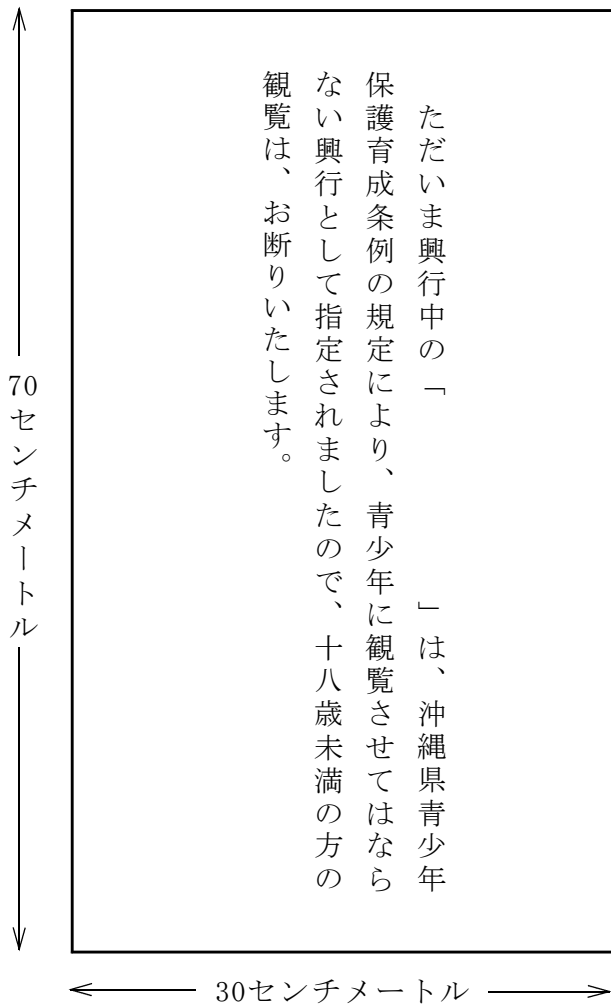 ただいま興行中の「　　　　　　」は、沖縄県青少年
保護育成条例の規定により、青少年に観覧させてはなら
ない興行として指定されましたので、十八歳未満の方の
観覧は、お断りいたします。
70センチメートル
30センチメートル